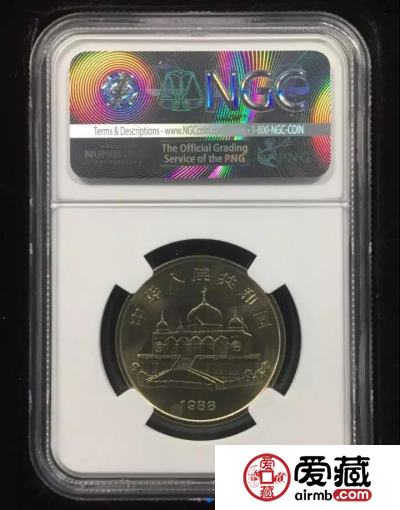 NGC
Terms & Descriptions - www.NGCcoin.com 1-800-NGC-COIN
The Official Grading
Service of the PNG
PNG
中华人民共和国
1988
爱藏
airmb.com